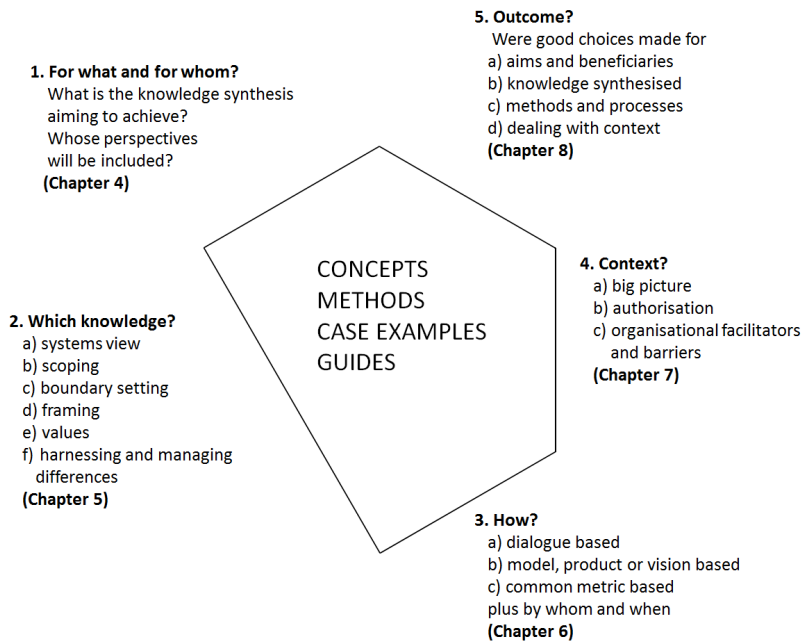 1. For what and for whom?
What is the knowledge synthesis
aiming to achieve?
Whose perspectives
will be included?
(Chapter 4)
2. Which knowledge?
a) systems view
b) scoping
c) boundary setting
d) framing
e) values
f) harnessing and managing
differences
(Chapter 5)
3. How?
a) dialogue based
b) model, product or vision based
c) common metric based
plus by whom and when
(Chapter 6)
4. Context?
a) big picture
b) authorisation
c) organisational facilitators
and barriers
(Chapter 7)
5. Outcome?
Were good choices made for
a) aims and beneficiaries
b) knowledge synthesised
c) methods and processes
d) dealing with context
(Chapter 8)
CONCEPTS
METHODS
CASE EXAMPLES
GUIDES